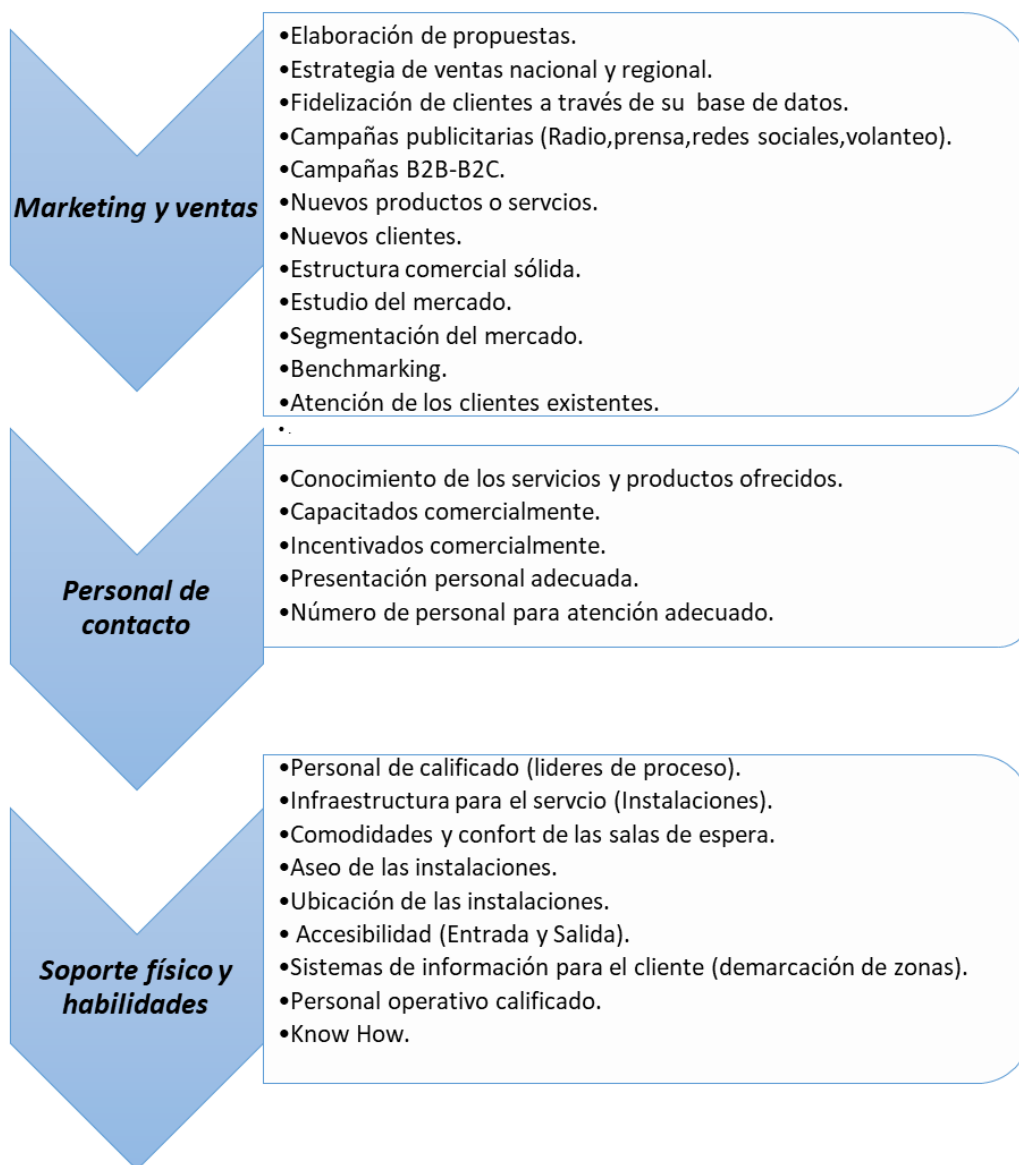 Marketing y ventas
•Elaboración de propuestas.
•Estrategia de ventas nacional y regional.
•Fidelización de clientes a través de su base de datos.
•Campañas publicitarias (Radio,prensa,redes sociales,volanteo).
•Campañas B2B-B2C.
•Nuevos productos o servcios.
•Nuevos clientes.
•Estructura comercial sólida.
•Estudio del mercado.
•Segmentación del mercado.
•Benchmarking.
•Atención de los clientes existentes.
• .
Personal de
contacto
•Conocimiento de los servicios y productos ofrecidos.
•Capacitados comercialmente.
•Incentivados comercialmente.
•Presentación personal adecuada.
•Número de personal para atención adecuado.
Soporte físico y
habilidades
•Personal de calificado (lideres de proceso).
•Infraestructura para el servcio (Instalaciones).
•Comodidades y confort de las salas de espera.
•Aseo de las instalaciones.
•Ubicación de las instalaciones.
• Accesibilidad (Entrada y Salida).
•Sistemas de información para el cliente (demarcación de zonas).
•Personal operativo calificado.
•Know How.